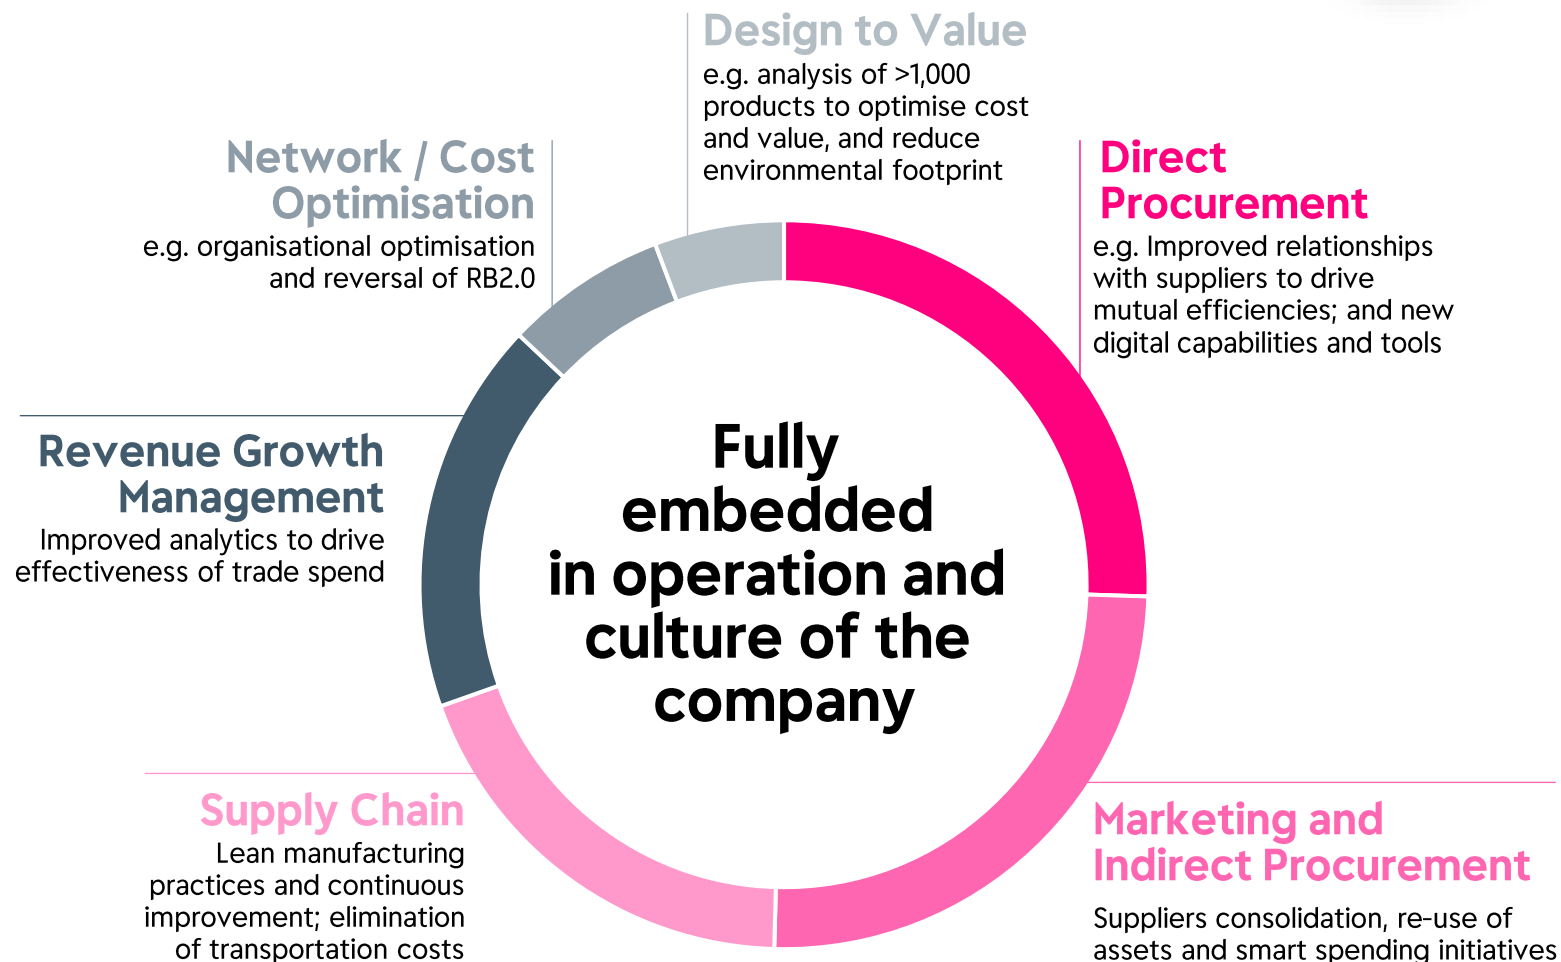 Design to Value
e.g. analysis of >1,000
products to optimise cost
and value, and reduce
environmental footprint
Direct
Procurement
e.g. Improved relationships
with suppliers to drive
mutual efficiencies; and new
digital capabilities and tools
Marketing and
Indirect Procurement
Suppliers consolidation, re-use of
assets and smart spending initiatives
Supply Chain
Lean manufacturing
practices and continuous
improvement; elimination
of transportation costs
Revenue Growth
Management
Improved analytics to drive
effectiveness of trade spend
Network / Cost
Optimisation
e.g. organisational optimisation
and reversal of RB2.0
Fully
embedded
in operation and
culture of the
company